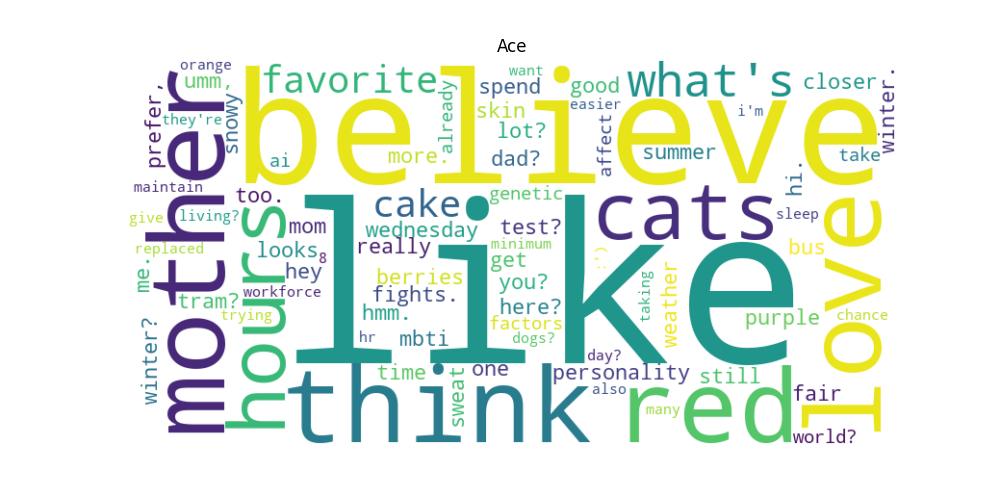 Ace
orange
umm,
favorite
want
spend
good
what's
closer
winter.
prefer,
they're
snowy
believe
already
skin
easier
i'm
lot?
ai
more.
dad?
affect
summer
take
hi.
maintain
too.
cake
genetic
cats
sleep
give
living?
mother
hours
mom
wednesday
test?
love
replaced
looks
8
really
minimum
:')
bus
me.
hey
berries
get
you?
like
weather
tram?
workforce
fights.
here?
taking
trying
hmm.
factors
purple
chance
winter?
hr
mbti
dogs?
day?
time
one
personality
still
think
sweat
also
red
many
fair
world?